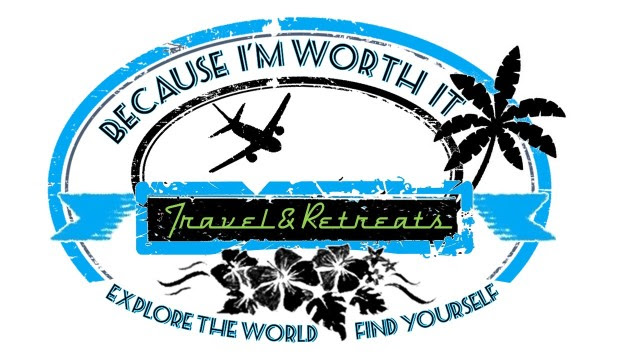 BECAUSE I'M WORTH IT
Travel & Retreats
EXPLORE THE WORLD FIND YOURSELF